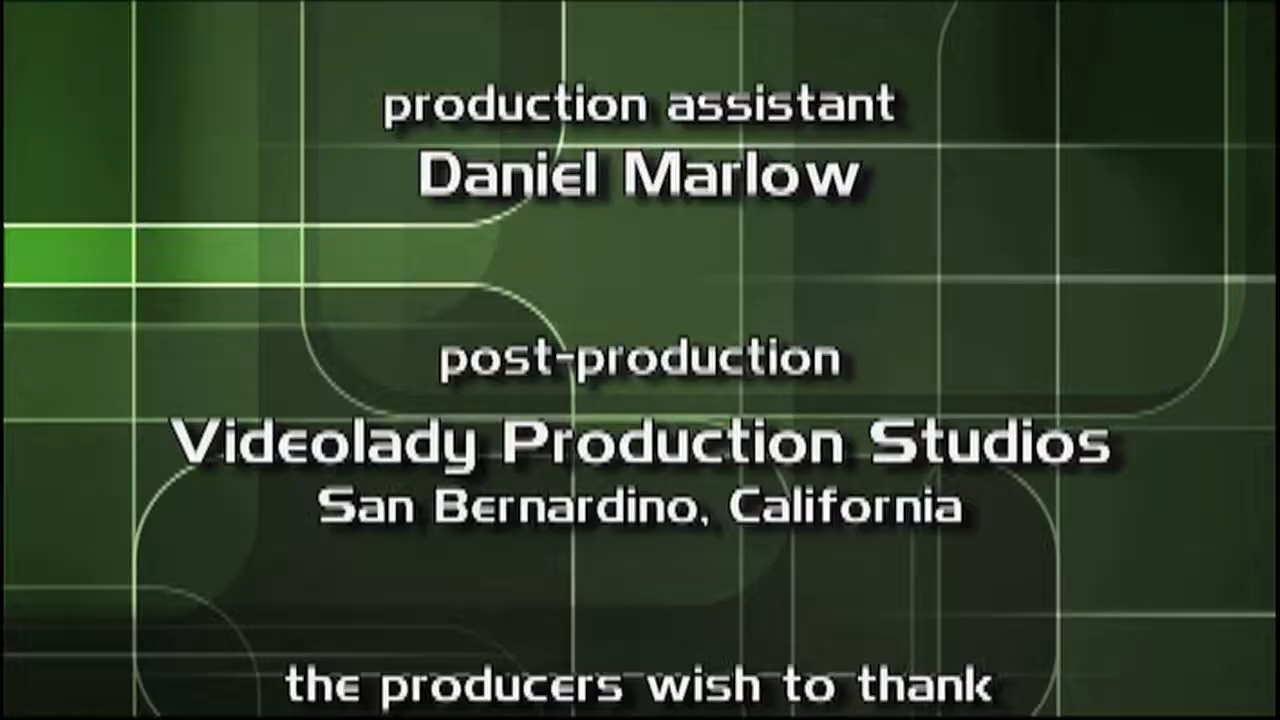 production assistant
Daniel Marlow
post-production
Videolady Production Studios
San Bernardino, California
the producers wish to thank